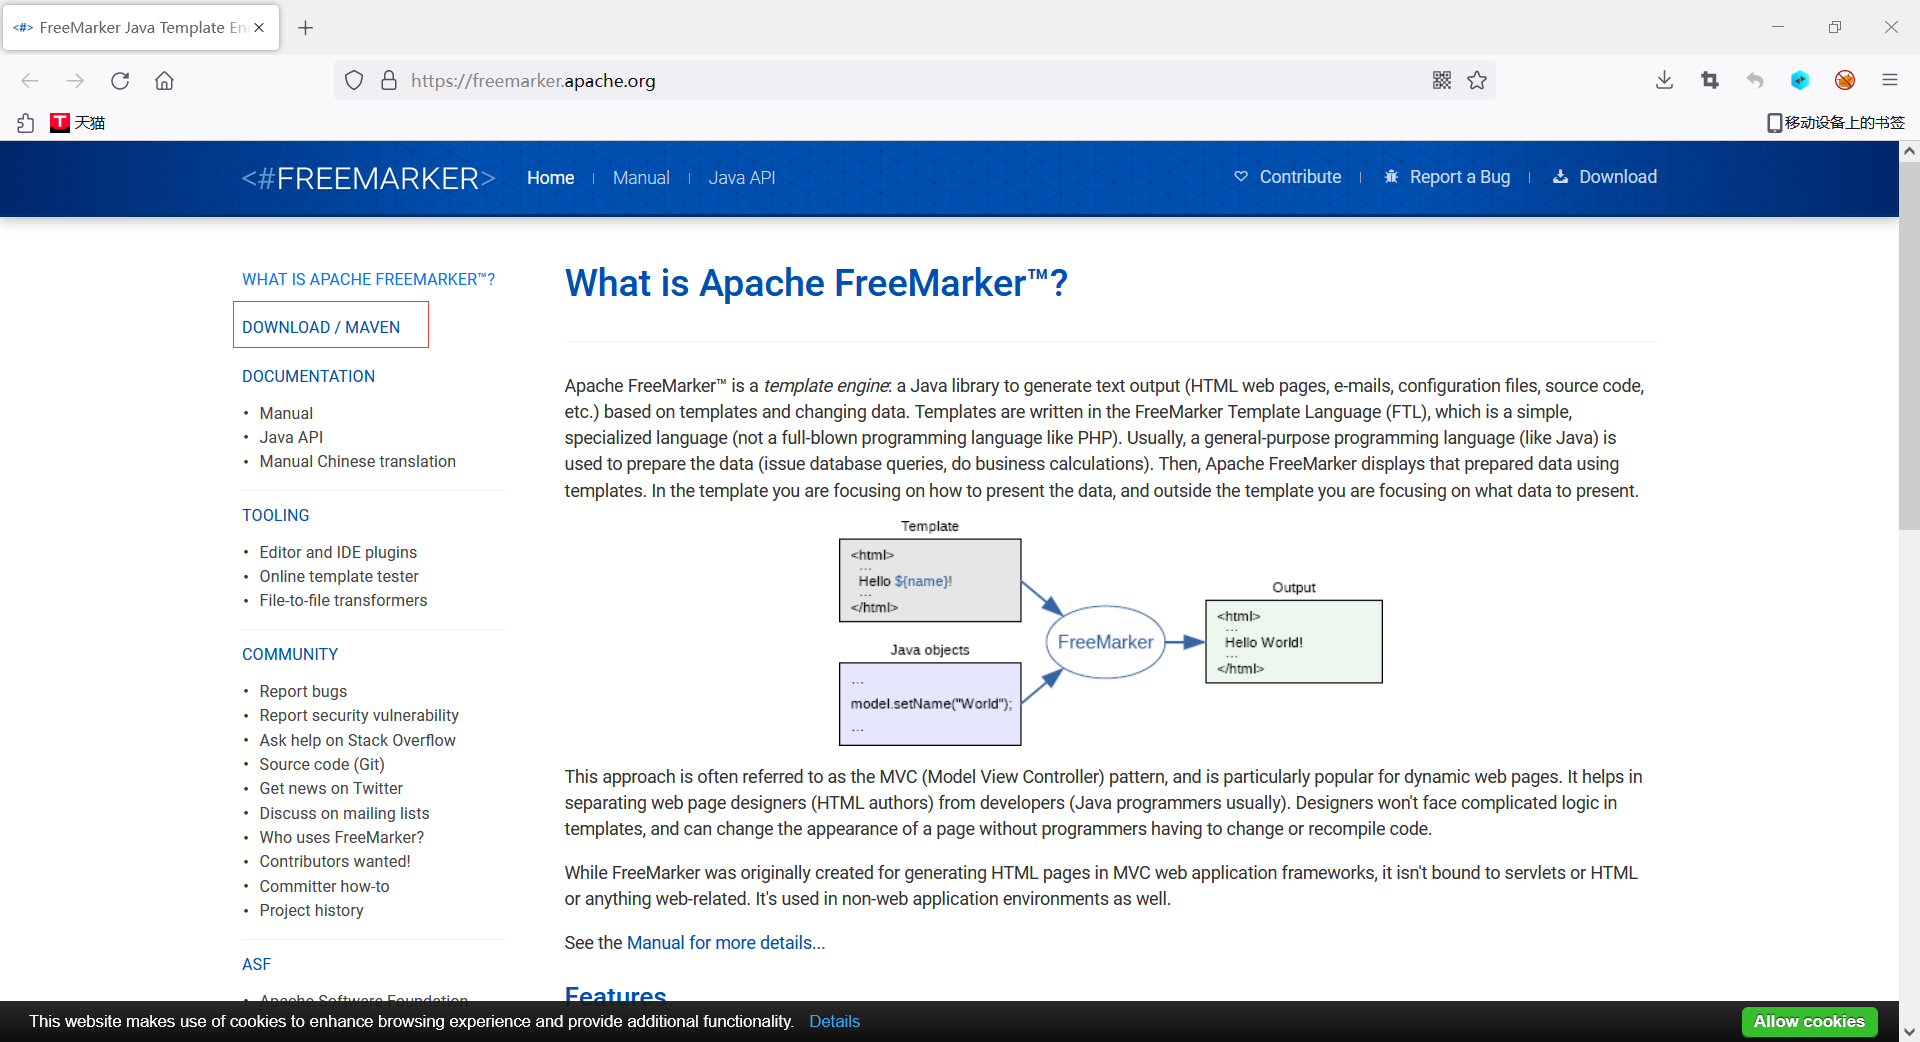 <#> FreeMarker Java Template En
https://freemarker.apache.org
天猫
移动设备上的书签
<#FREEMARKER>
Home
Manual
Java API
Contribute
Report a Bug
Download
WHAT IS APACHE FREEMARKER™?
DOWNLOAD / MAVEN
DOCUMENTATION
• Manual
• Java API
• Manual Chinese translation
TOOLING
• Editor and IDE plugins
• Online template tester
• File-to-file transformers
COMMUNITY
• Report bugs
• Report security vulnerability
• Ask help on Stack Overflow
• Source code (Git)
• Get news on Twitter
• Discuss on mailing lists
• Who uses FreeMarker?
• Contributors wanted!
• Committer how-to
• Project history
ASF
• Apache Software Foundation
What is Apache FreeMarker™?
Apache FreeMarker™ is a template engine: a Java library to generate text output (HTML web pages, e-mails, configuration files, source code,
etc.) based on templates and changing data. Templates are written in the FreeMarker Template Language (FTL), which is a simple,
specialized language (not a full-blown programming language like PHP). Usually, a general-purpose programming language (like Java) is
used to prepare the data (issue database queries, do business calculations). Then, Apache FreeMarker displays that prepared data using
templates. In the template you are focusing on how to present the data, and outside the template you are focusing on what data to present.
Template
<html>
...
Hello ${name}!
...
</html>
Java objects
...
model.setName("World");
...
FreeMarker
Output
<html>
...
Hello World!
...
</html>
This approach is often referred to as the MVC (Model View Controller) pattern, and is particularly popular for dynamic web pages. It helps in
separating web page designers (HTML authors) from developers (Java programmers usually). Designers won't face complicated logic in
templates, and can change the appearance of a page without programmers having to change or recompile code.
While FreeMarker was originally created for generating HTML pages in MVC web application frameworks, it isn't bound to servlets or HTML
or anything web-related. It's used in non-web application environments as well.
See the Manual for more details...
Features
This website makes use of cookies to enhance browsing experience and provide additional functionality. Details
Allow cookies